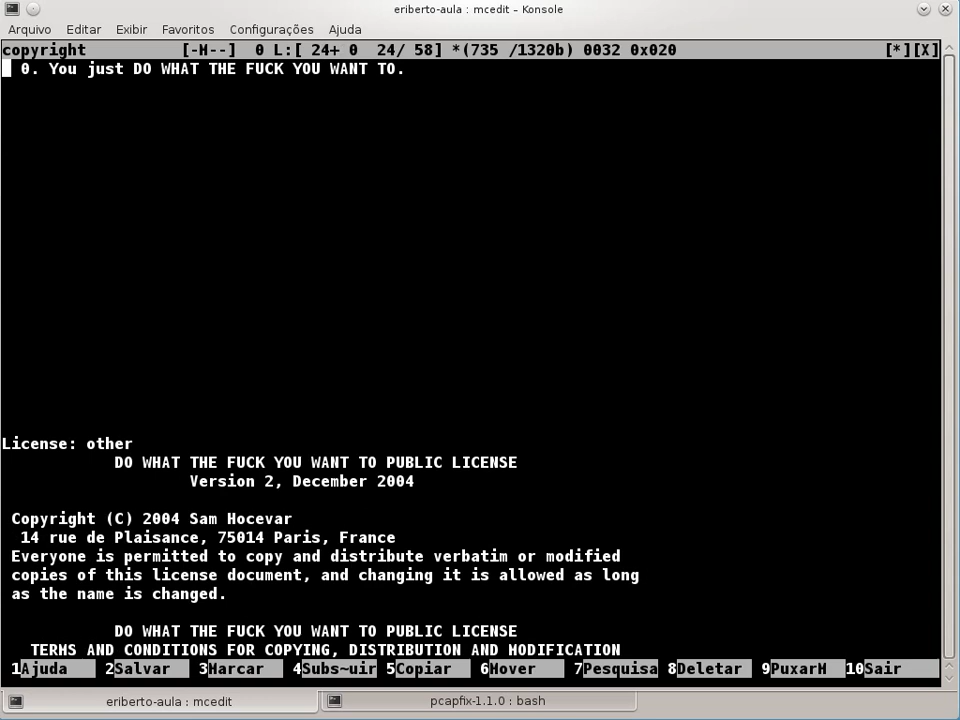 eriberto-aula : mcedit – Konsole
Arquivo Editar Exibir Favoritos Configurações Ajuda
copyright [-H--] 0 L:[ 24+ 0 24/ 58] *(735 /1320b) 0032 0x020 [*][X]
0. You just DO WHAT THE FUCK YOU WANT TO.
License: other
DO WHAT THE FUCK YOU WANT TO PUBLIC LICENSE
Version 2, December 2004
Copyright (C) 2004 Sam Hocevar
14 rue de Plaisance, 75014 Paris, France
Everyone is permitted to copy and distribute verbatim or modified
copies of this license document, and changing it is allowed as long
as the name is changed.
DO WHAT THE FUCK YOU WANT TO PUBLIC LICENSE
TERMS AND CONDITIONS FOR COPYING, DISTRIBUTION AND MODIFICATION
1Ajuda 2Salvar 3Marcar 4Subs~uir 5Copiar 6Mover 7Pesquisa 8Deletar 9PuxarM 10Sair
eriberto-aula : mcedit pcapfix-1.1.0 : bash